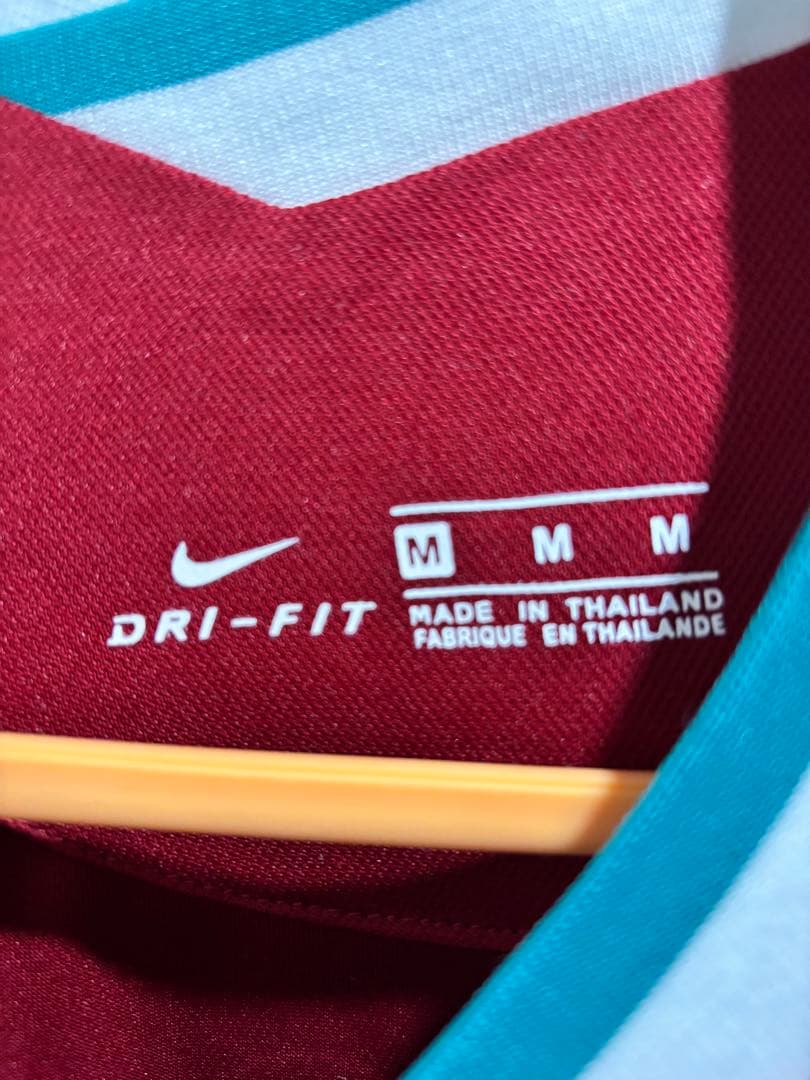 DRI-FIT
M M M
MADE IN THAILAND
FABRIQUE EN THAILANDE